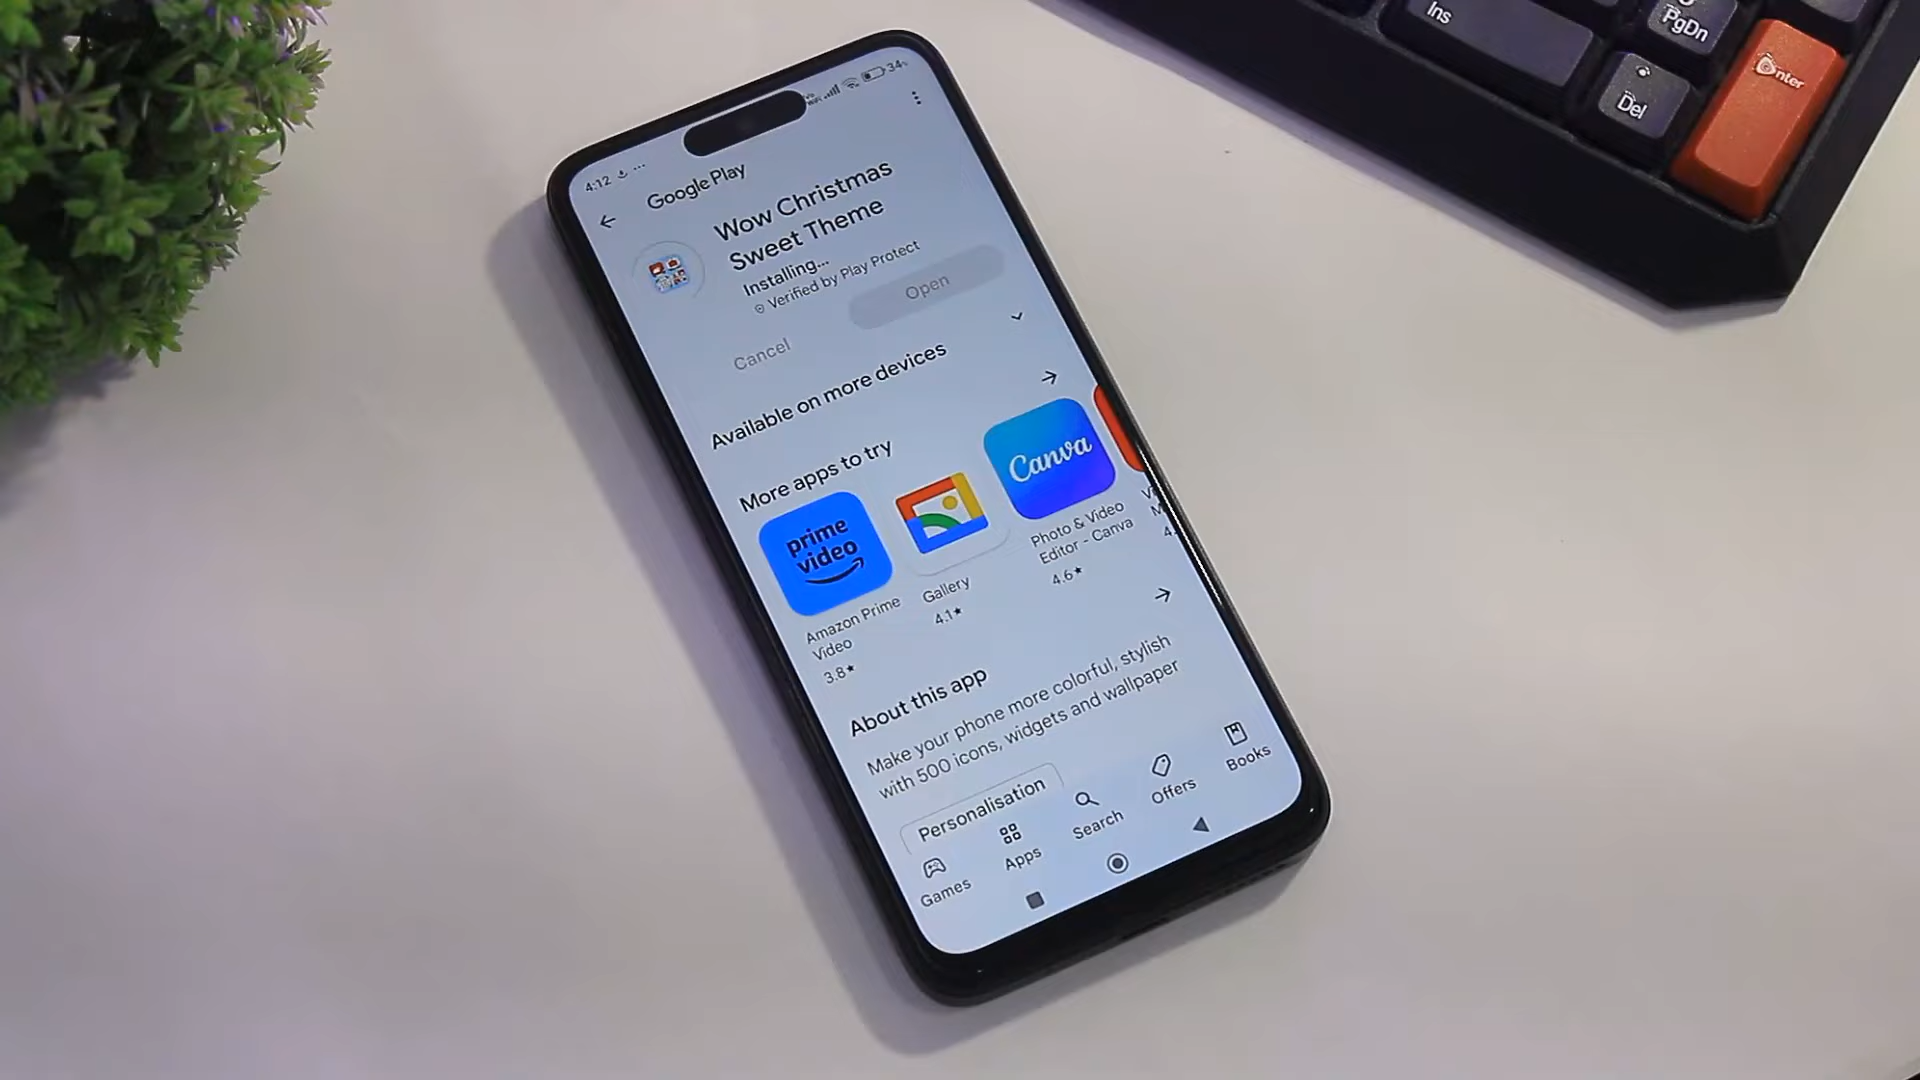 Ins
PgDn
Enter
Del
34
4:12
Google Play
Wow Christmas
Sweet Theme
Installing...
Verified by Play Protect
Cancel
Open
Available on more devices
More apps to try
prime
video
Canva
Amazon Prime
Video
3.8★
Gallery
4.1★
Photo & Video
Editor - Canva
4.6★
About this app
Make your phone more colorful, stylish
with 500 icons, widgets and wallpaper
Personalisation
Games
Apps
Search
Offers
Books